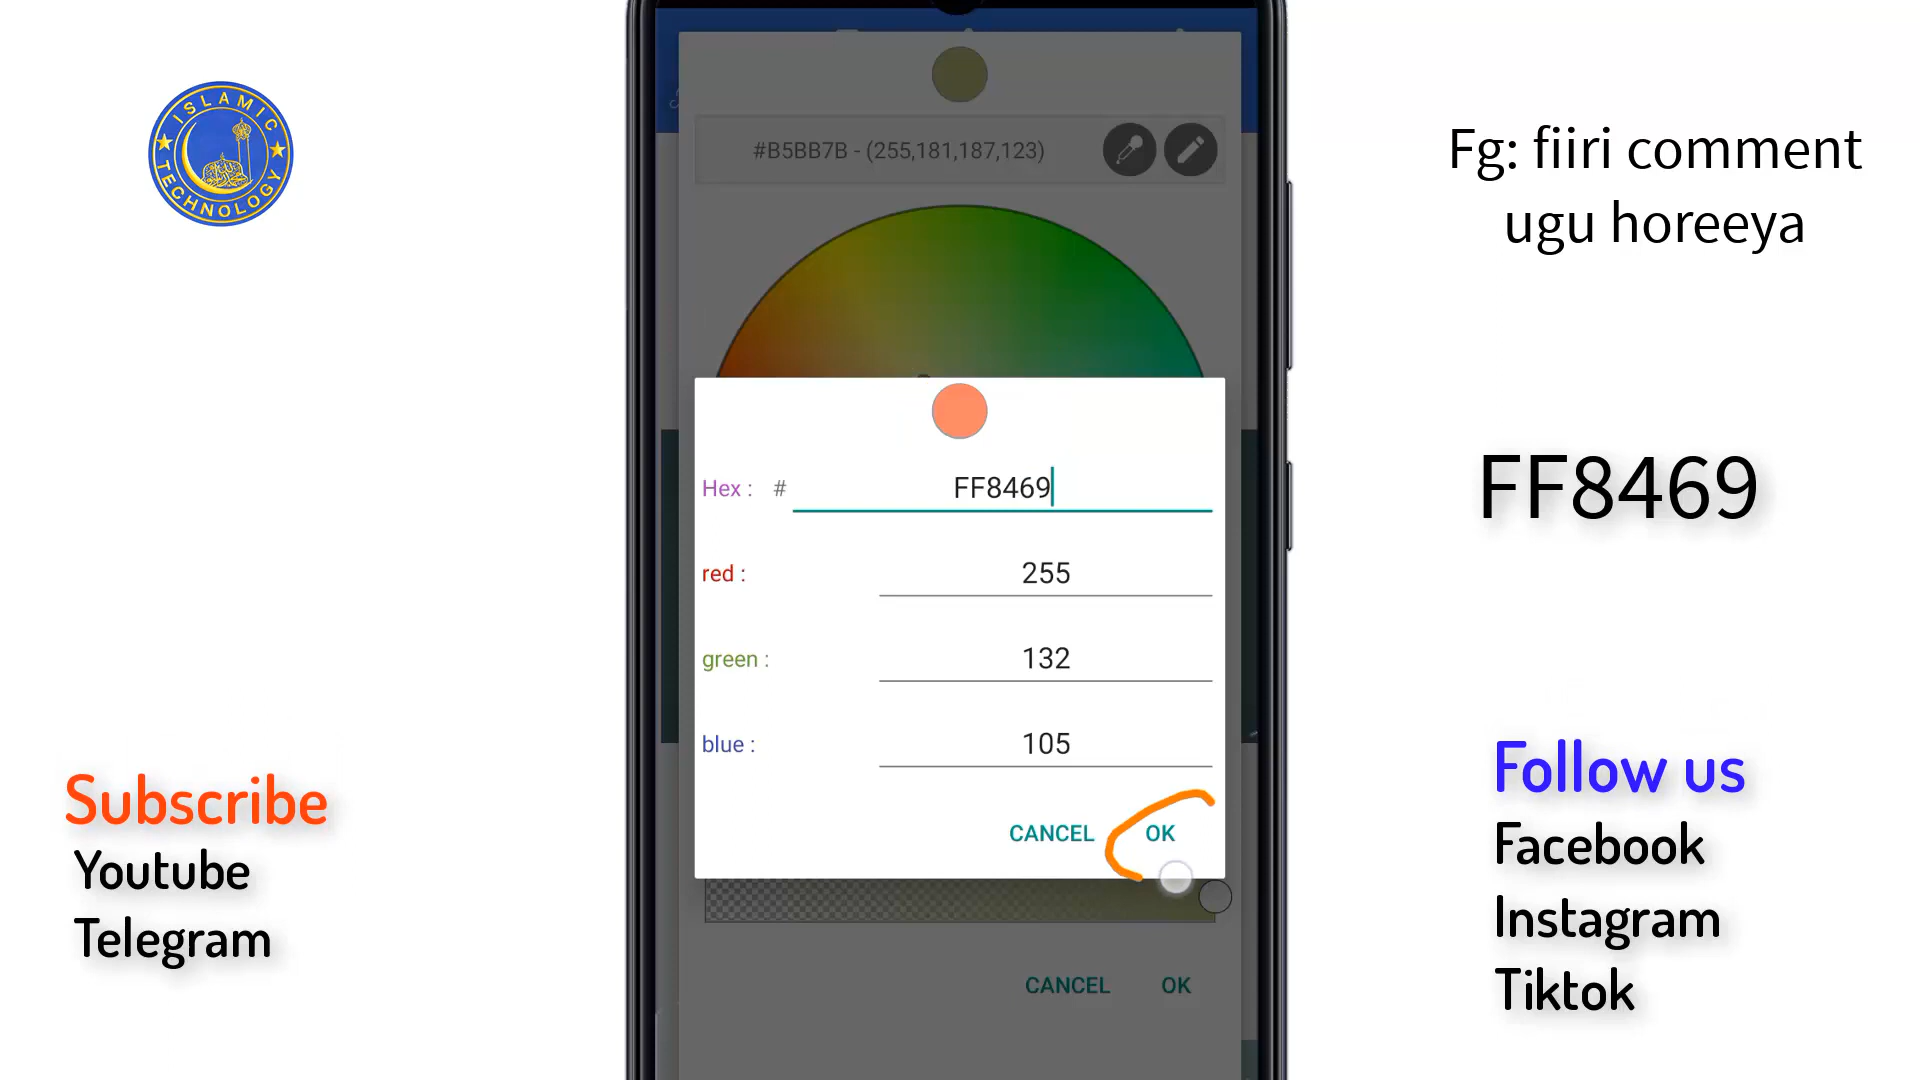 ISLAMIC
TECHNOLOGY
Fg: fiiri comment
ugu horeeya
FF8469
#B5BB7B - (255,181,187,123)
Hex : # FF8469
red : 255
green : 132
blue : 105
CANCEL OK
CANCEL OK
Subscribe
Youtube
Telegram
Follow us
Facebook
Instagram
Tiktok